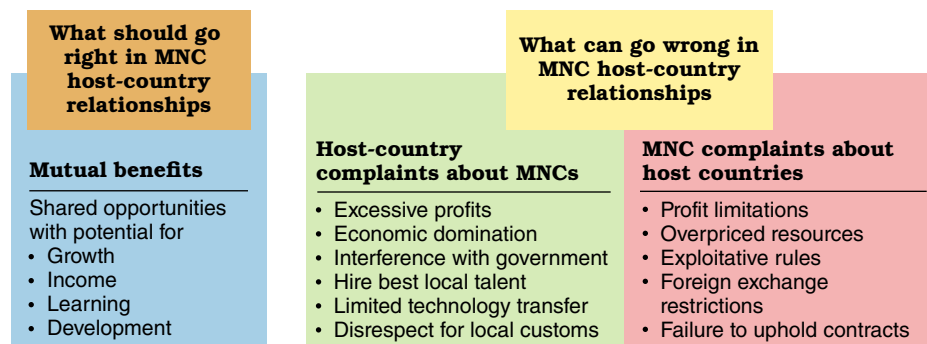 What should go
right in MNC
host-country
relationships
Mutual benefits
Shared opportunities
with potential for
• Growth
• Income
• Learning
• Development
What can go wrong in
MNC host-country
relationships
Host-country
complaints about MNCs
• Excessive profits
• Economic domination
• Interference with government
• Hire best local talent
• Limited technology transfer
• Disrespect for local customs
MNC complaints about
host countries
• Profit limitations
• Overpriced resources
• Exploitative rules
• Foreign exchange
restrictions
• Failure to uphold contracts